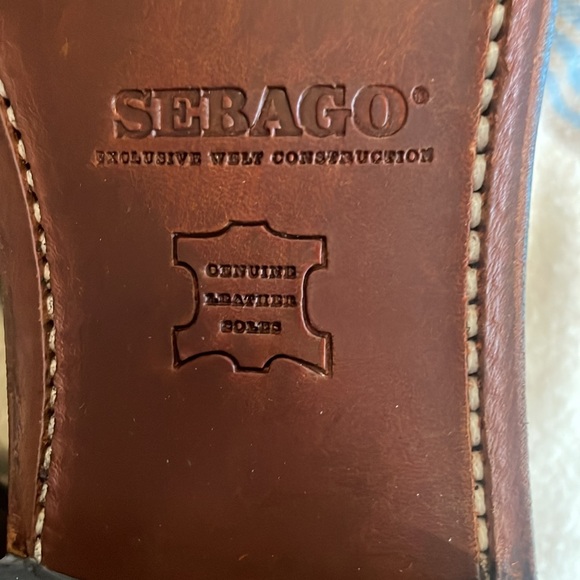 SEBAGO®
EXCLUSIVE WELT CONSTRUCTION
GENUINE
LEATHER
SOLES